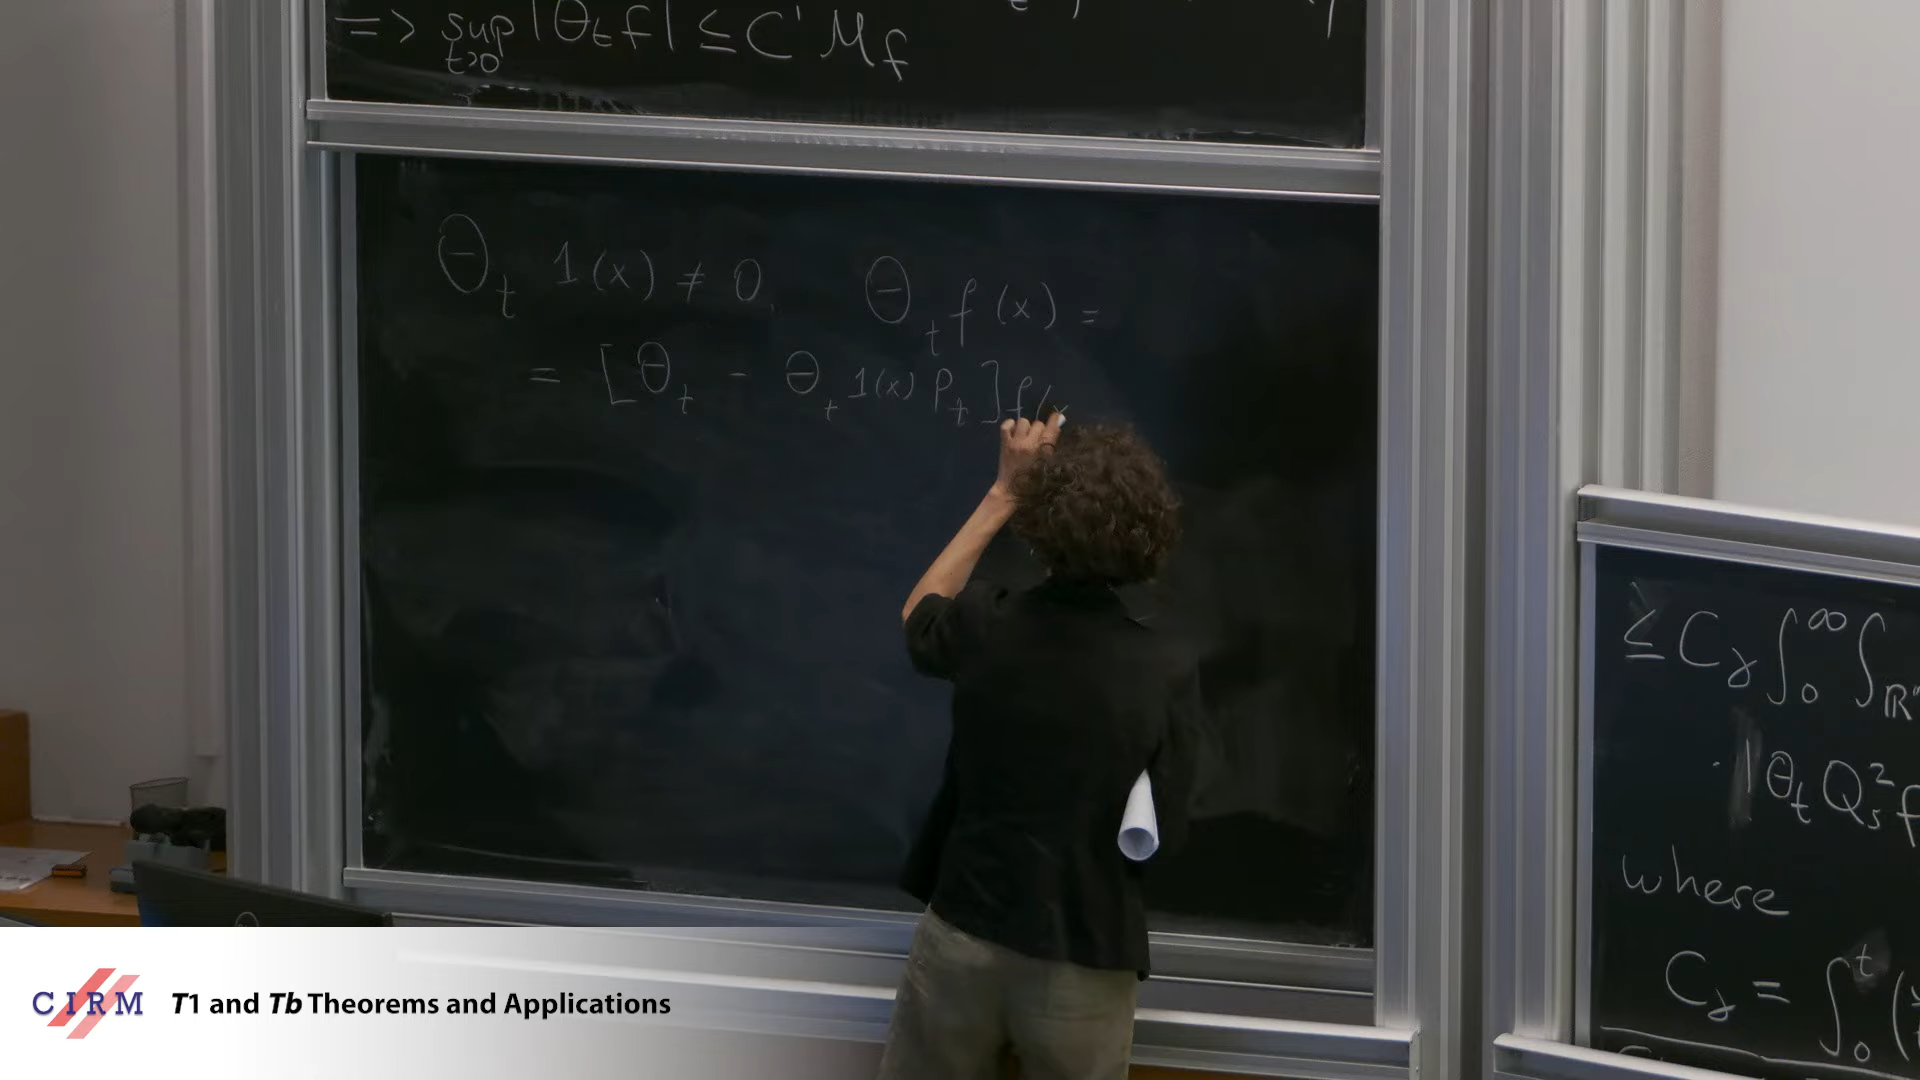 => sup |Θ_t f| ≤ C' M f
t>0
Θ_t 1(x) ≠ 0, Θ_t f(x) =
= [Θ_t - Θ_t 1(x) P_t] f(x
≤ C_γ ∫_0^∞ ∫_ℝⁿ
· |Θ_t Q_s^2 f
where
C_γ = ∫_0^t (
CIRM T1 and Tb Theorems and Applications